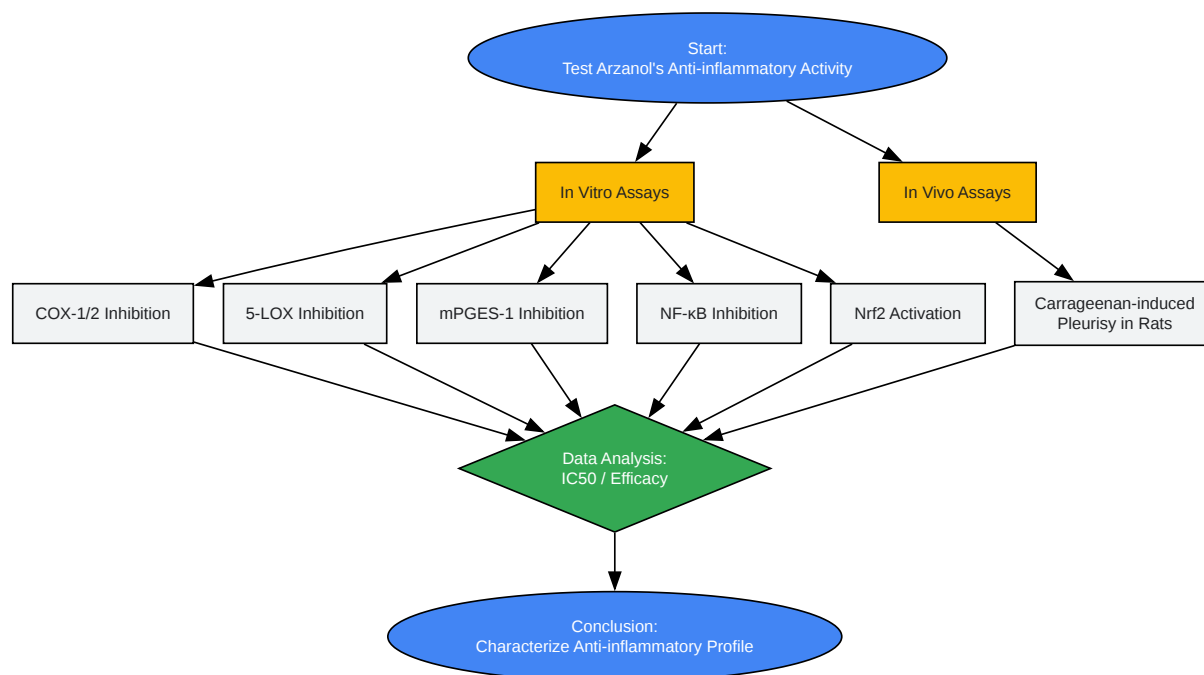 Start:
Test Arzanol's Anti-inflammatory Activity
In Vitro Assays
In Vivo Assays
COX-1/2 Inhibition
5-LOX Inhibition
mPGES-1 Inhibition
NF-κB Inhibition
Nrf2 Activation
Carrageenan-induced
Pleurisy in Rats
Data Analysis:
IC50 / Efficacy
Conclusion:
Characterize Anti-inflammatory Profile